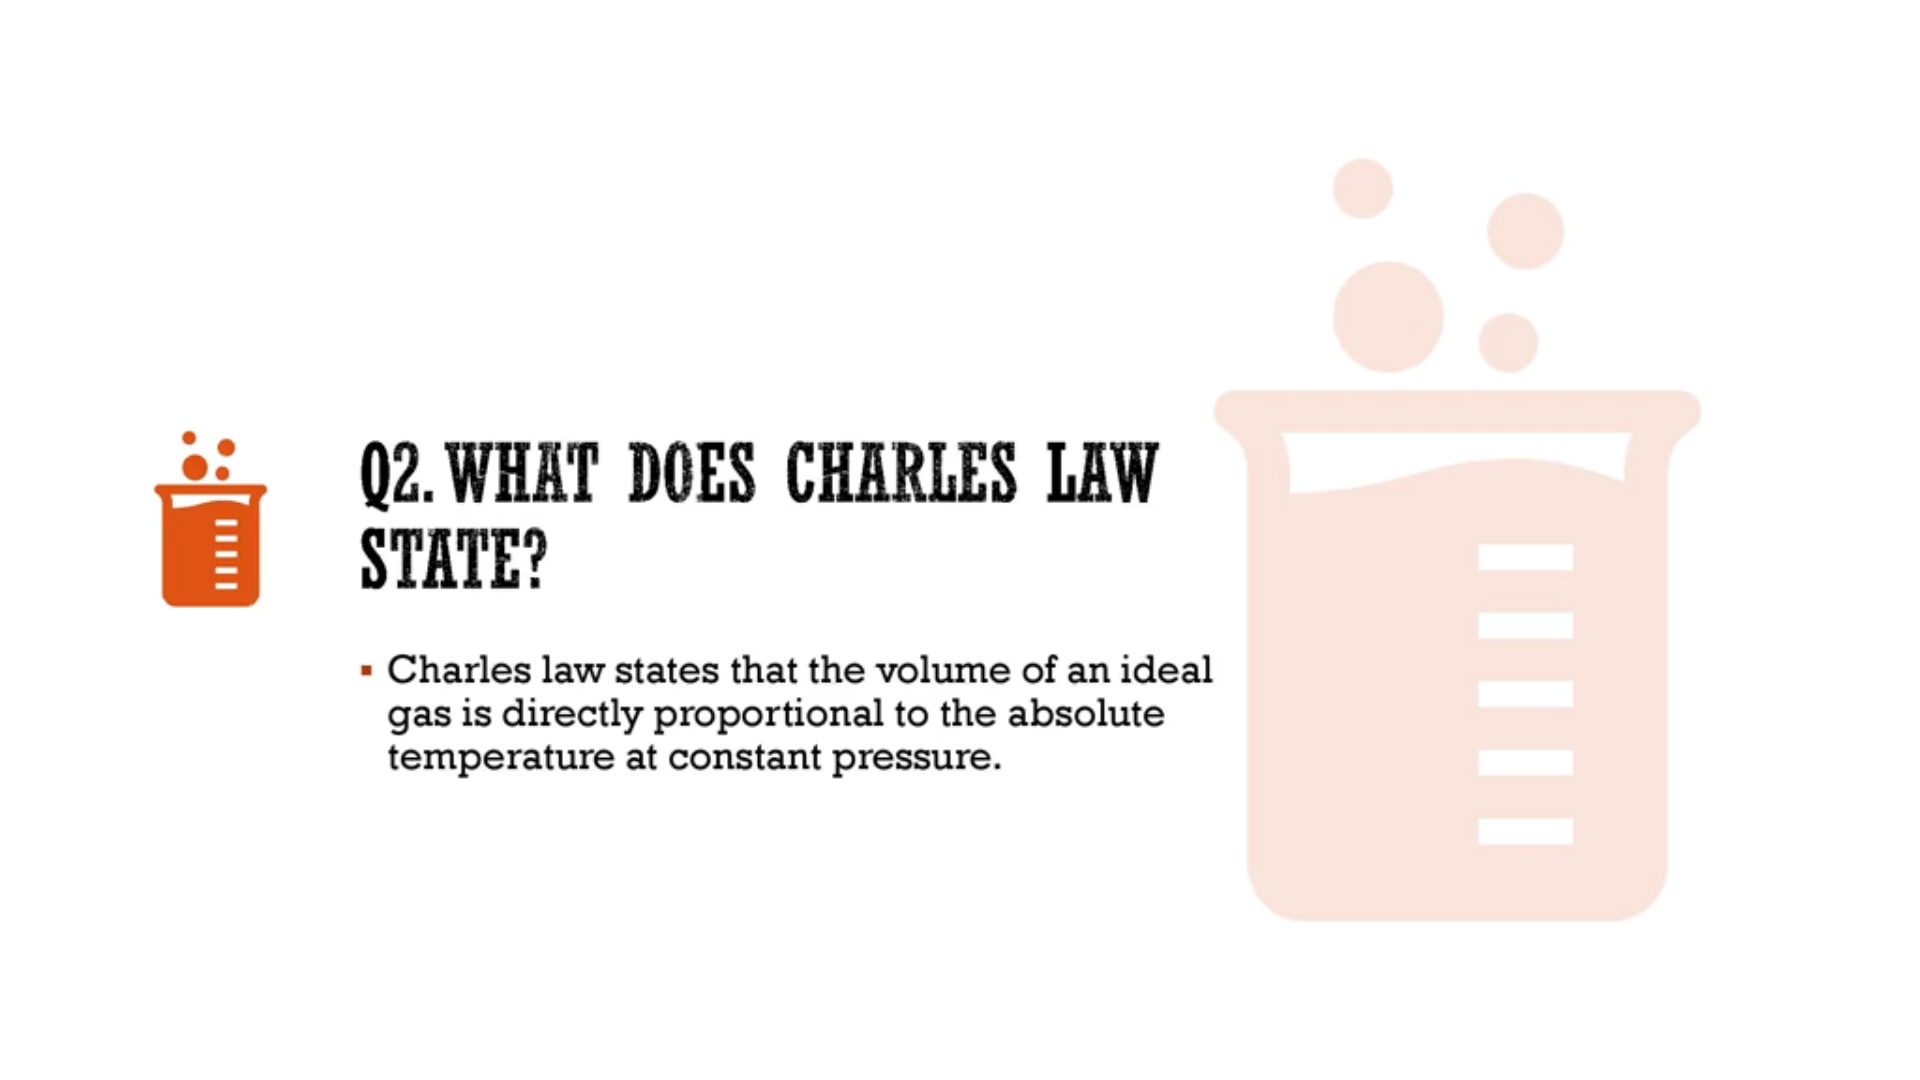 Q2. WHAT DOES CHARLES LAW
STATE?
▪ Charles law states that the volume of an ideal
gas is directly proportional to the absolute
temperature at constant pressure.